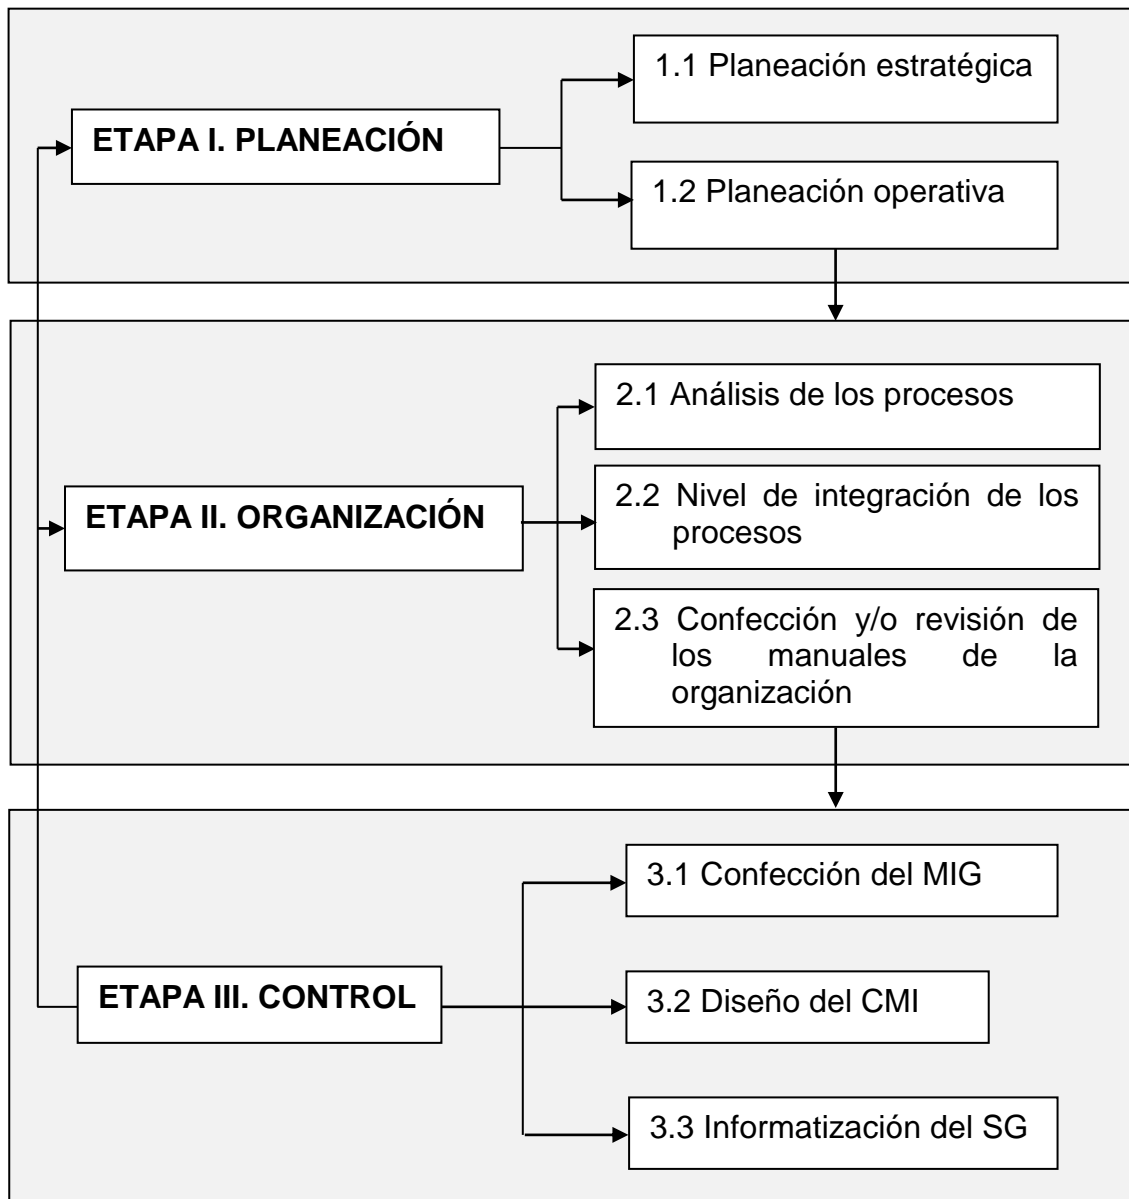 1.1 Planeación estratégica
ETAPA I. PLANEACIÓN
1.2 Planeación operativa
2.1 Análisis de los procesos
2.2 Nivel de integración de los
procesos
ETAPA II. ORGANIZACIÓN
2.3 Confección y/o revisión de
los manuales de la
organización
3.1 Confección del MIG
ETAPA III. CONTROL
3.2 Diseño del CMI
3.3 Informatización del SG